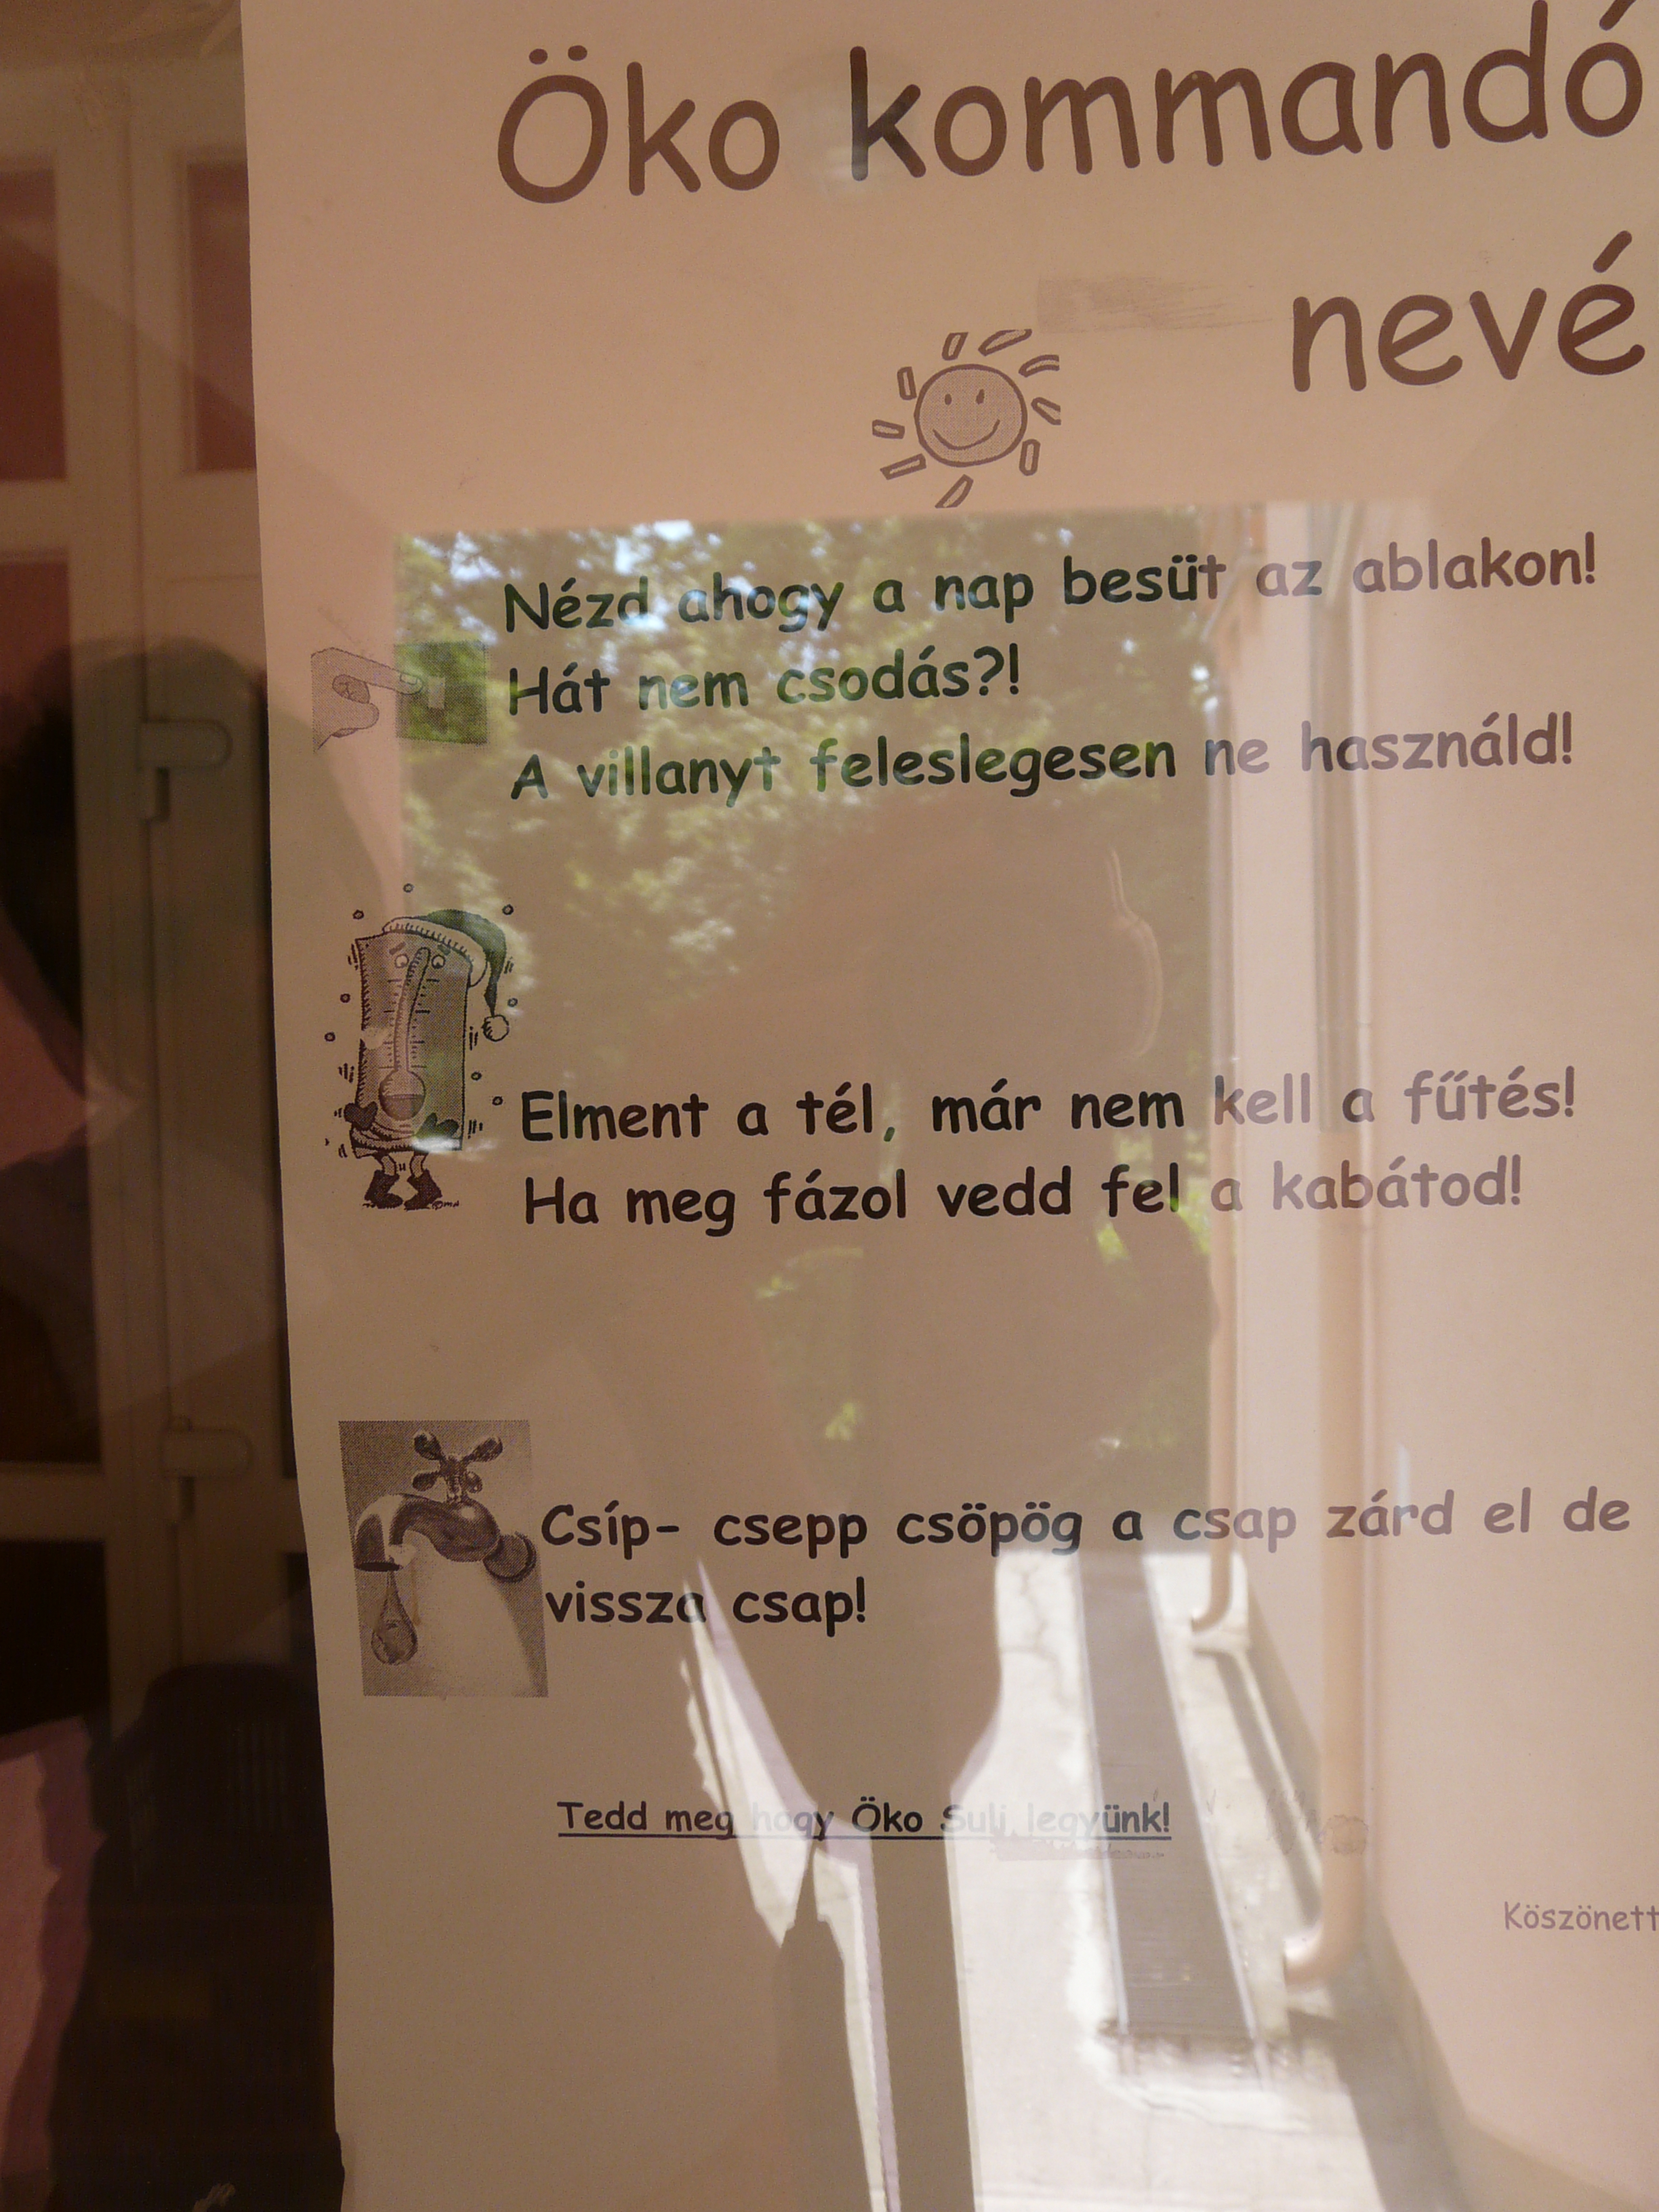 Öko kommandó
nevé
Nézd ahogy a nap besüt az ablakon!
Hát nem csodás?!
A villanyt feleslegesen ne használd!
Elment a tél, már nem kell a fűtés!
Ha meg fázol vedd fel a kabátod!
Csíp- csepp csöpög a csap zárd el de
vissza csap!
Tedd meg hogy Öko Suli legyünk!
Köszönett